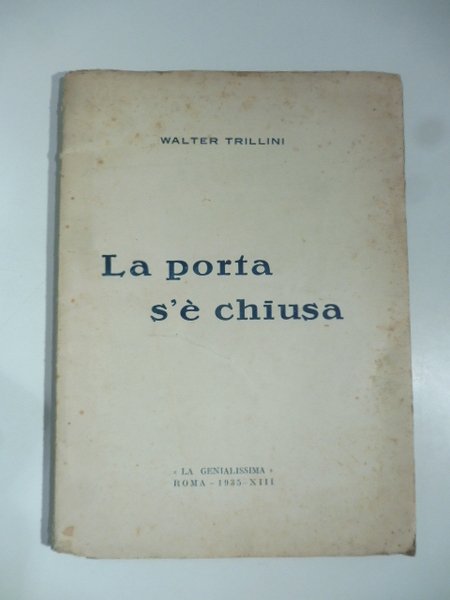 WALTER TRILLINI
La porta
s'è chiusa
« LA GENIALISSIMA »
ROMA - 1935 - XIII